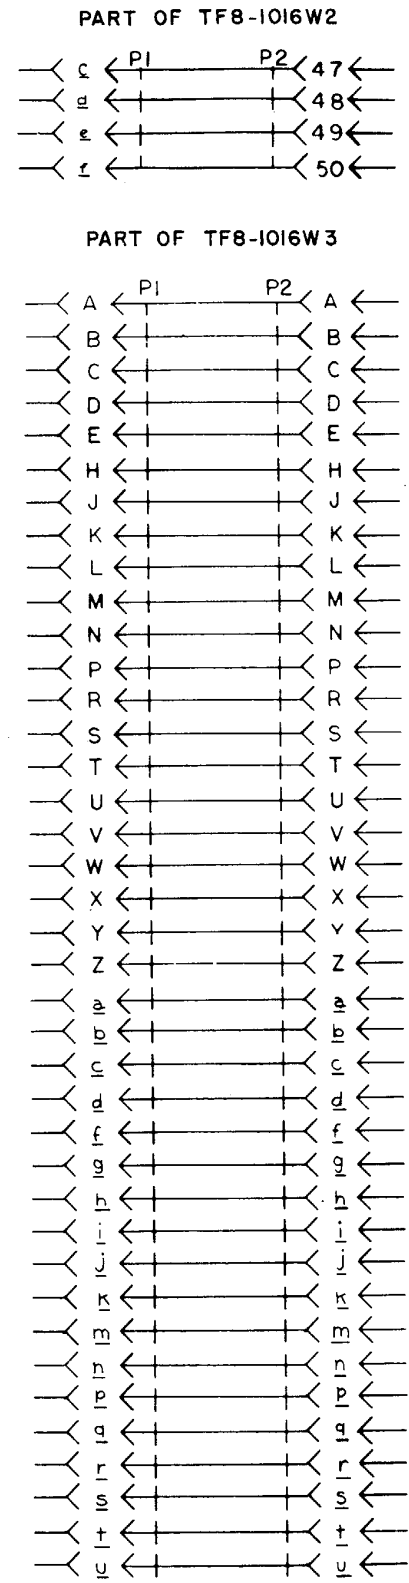 PART OF TF8-1016W2
P1 P2
c 47
d 48
e 49
f 50
PART OF TF8-1016W3
P1 P2
A A
B B
C C
D D
E E
H H
J J
K K
L L
M M
N N
P P
R R
S S
T T
U U
V V
W W
X X
Y Y
Z Z
a a
b b
c c
d d
f f
g g
h h
i i
j j
k k
m m
n n
p p
q q
r r
s s
t t
u u